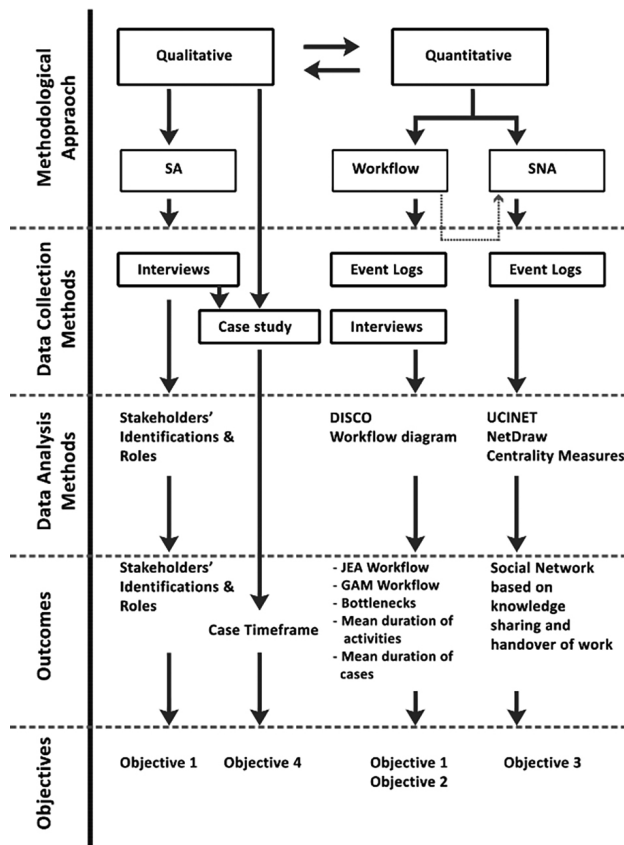 Methodological
Appraoch
Qualitative
Quantitative
SA
Workflow
SNA
Data Collection
Methods
Interviews
Event Logs
Event Logs
Case study
Interviews
Data Analysis
Methods
Stakeholders'
Identifications &
Roles
DISCO
Workflow diagram
UCINET
NetDraw
Centrality Measures
Outcomes
Stakeholders'
Identifications &
Roles
Case Timeframe
- JEA Workflow
- GAM Workflow
- Bottlenecks
- Mean duration of
activities
- Mean duration of
cases
Social Network
based on
knowledge
sharing and
handover of work
Objectives
Objective 1
Objective 4
Objective 1
Objective 2
Objective 3